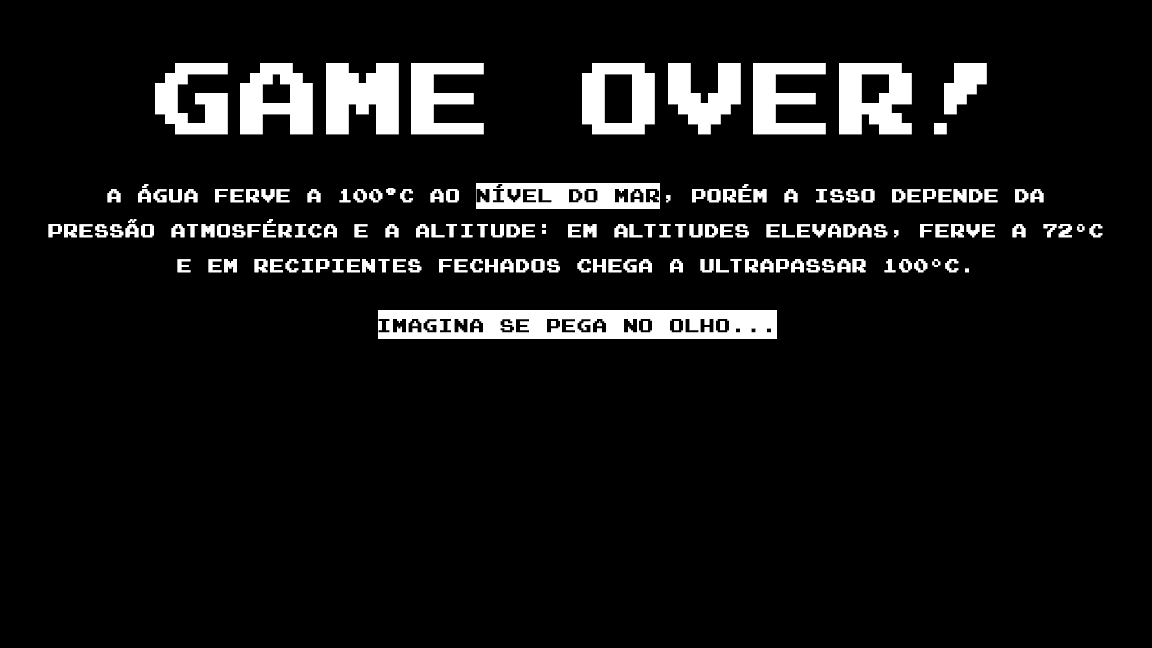 GAME OVER!
A ÁGUA FERVE A 100°C AO NÍVEL DO MAR, PORÉM A ISSO DEPENDE DA
PRESSÃO ATMOSFÉRICA E A ALTITUDE: EM ALTITUDES ELEVADAS, FERVE A 72°C
E EM RECIPIENTES FECHADOS CHEGA A ULTRAPASSAR 100°C.
IMAGINA SE PEGA NO OLHO...